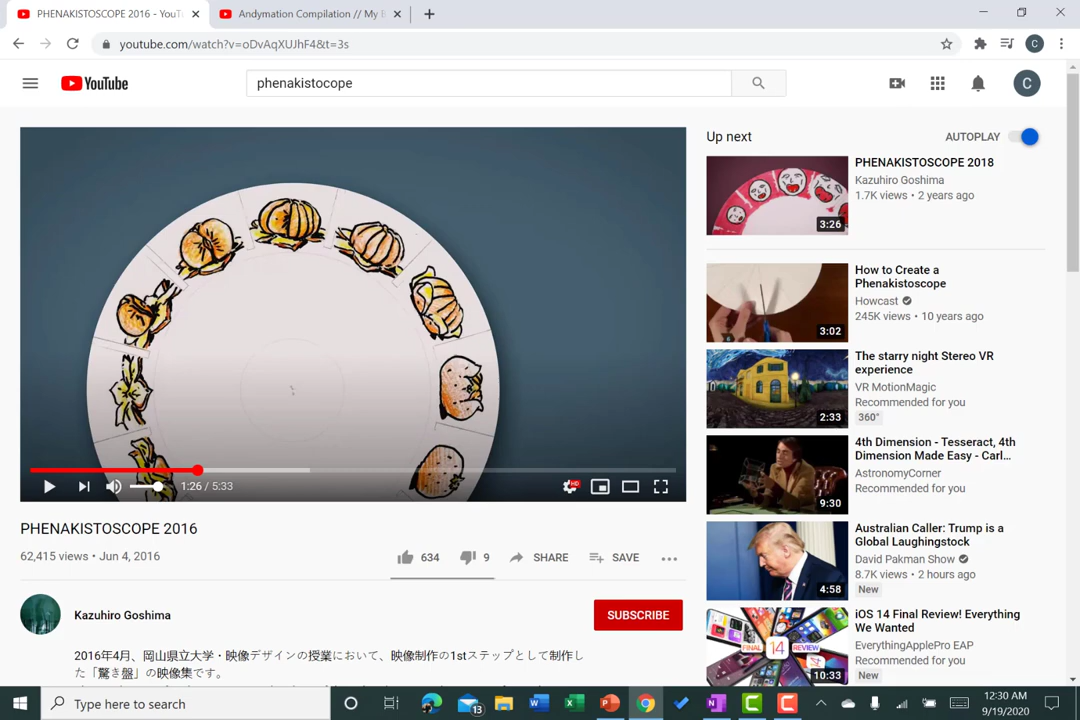 PHENAKISTOSCOPE 2016 - YouT
Andymation Compilation // My B
youtube.com/watch?v=oDvAqXUJhF4&t=3s
C
YouTube
phenakistocope
C
Up next
AUTOPLAY
PHENAKISTOSCOPE 2018
Kazuhiro Goshima
1.7K views • 2 years ago
3:26
How to Create a
Phenakistoscope
Howcast
245K views • 10 years ago
3:02
The starry night Stereo VR
experience
VR MotionMagic
Recommended for you
360°
2:33
4th Dimension - Tesseract, 4th
Dimension Made Easy - Carl...
AstronomyCorner
Recommended for you
9:30
Australian Caller: Trump is a
Global Laughingstock
David Pakman Show
8.7K views • 2 hours ago
New
4:58
iOS 14 Final Review! Everything
We Wanted
EverythingApplePro EAP
Recommended for you
New
FINAL 14 REVIEW
10:33
1:26 / 5:33
HD
PHENAKISTOSCOPE 2016
62,415 views • Jun 4, 2016
634
9
SHARE
SAVE
Kazuhiro Goshima
SUBSCRIBE
2016年4月、岡山県立大学・映像デザインの授業において、映像制作の1stステップとして制作し
た「驚き盤」の映像集です。
Type here to search
13
12:30 AM
9/19/2020